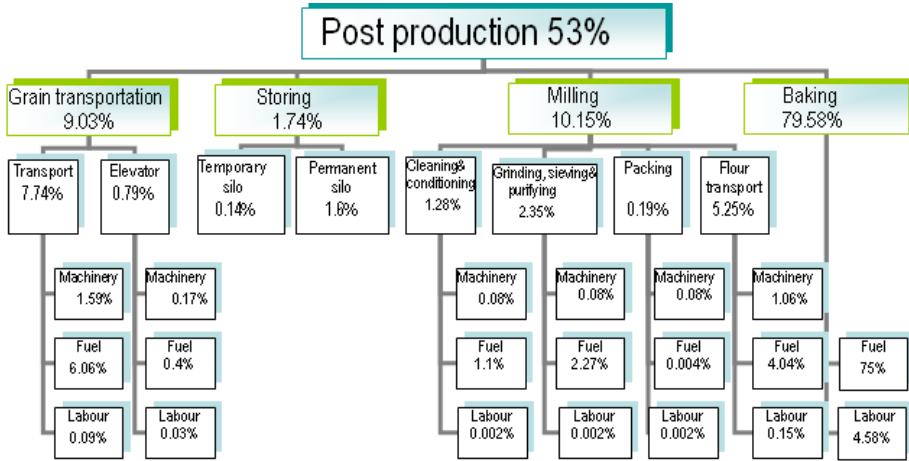 Post production 53%
Grain transportation
9.03%
Storing
1.74%
Milling
10.15%
Baking
79.58%
Transport
7.74%
Elevator
0.79%
Temporary
silo
0.14%
Permanent
silo
1.6%
Cleaning&
conditioning
1.28%
Grinding, sieving&
purifying
2.35%
Packing
0.19%
Flour
transport
5.25%
Machinery
1.59%
Machinery
0.17%
Machinery
0.08%
Machinery
0.08%
Machinery
0.08%
Machinery
1.06%
Fuel
6.06%
Fuel
0.4%
Fuel
1.1%
Fuel
2.27%
Fuel
0.004%
Fuel
4.04%
Fuel
75%
Labour
0.09%
Labour
0.03%
Labour
0.002%
Labour
0.002%
Labour
0.002%
Labour
0.15%
Labour
4.58%